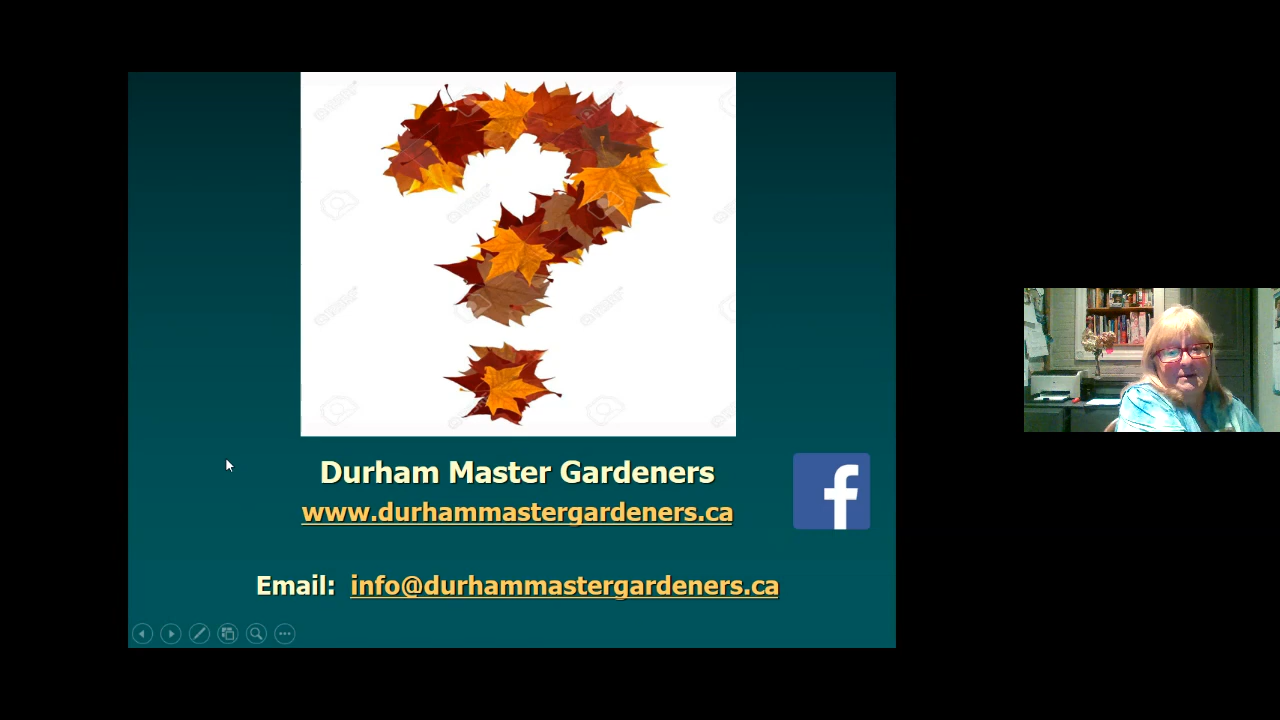 Durham Master Gardeners
www.durhammastergardeners.ca
Email: info@durhammastergardeners.ca